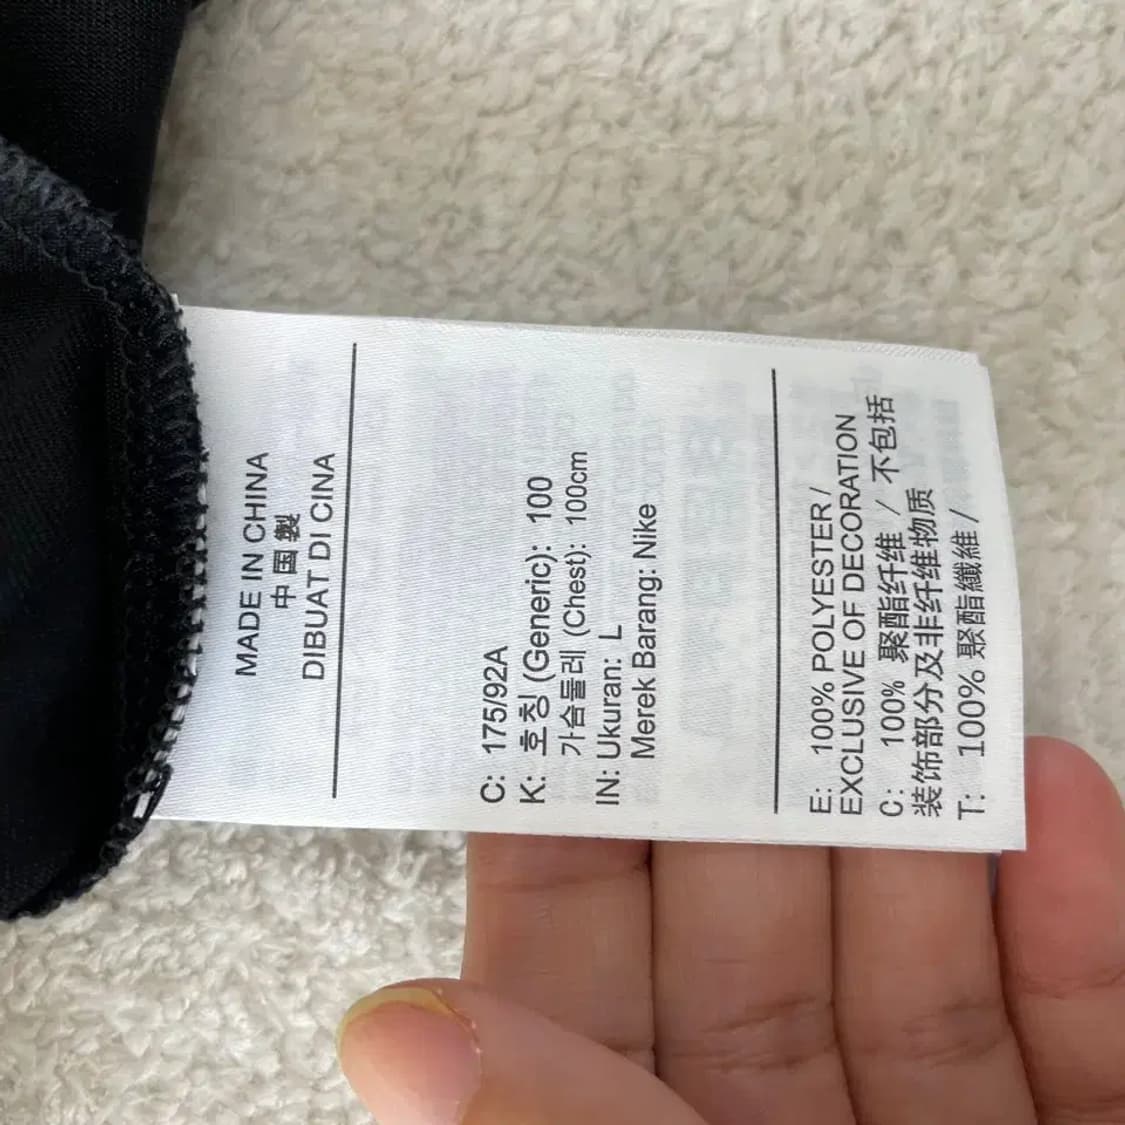 MADE IN CHINA
中国製
DIBUAT DI CINA
C: 175/92A
K: 호칭 (Generic): 100
가슴둘레 (Chest): 100cm
IN: Ukuran: L
Merek Barang: Nike
E: 100% POLYESTER /
EXCLUSIVE OF DECORATION
C: 100% 聚酯纤维 / 不包括
装饰部分及非纤维物质
T: 100% 聚酯纖維 /